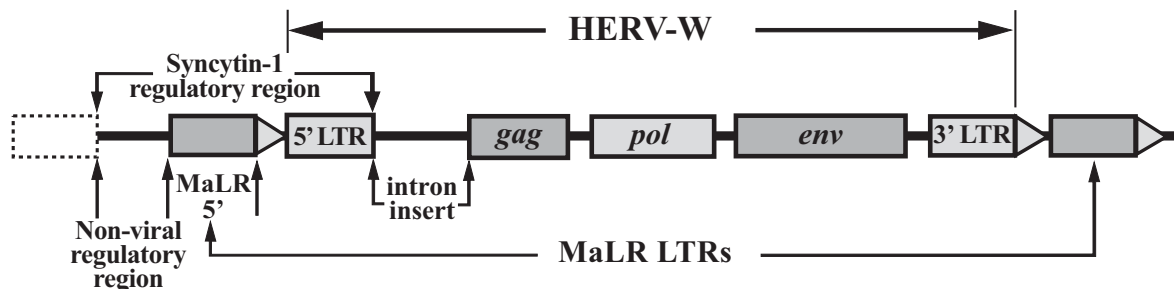 HERV-W
Syncytin-1
regulatory region
5’ LTR
gag
pol
env
3’ LTR
MaLR
5’
intron
insert
Non-viral
regulatory
region
MaLR LTRs